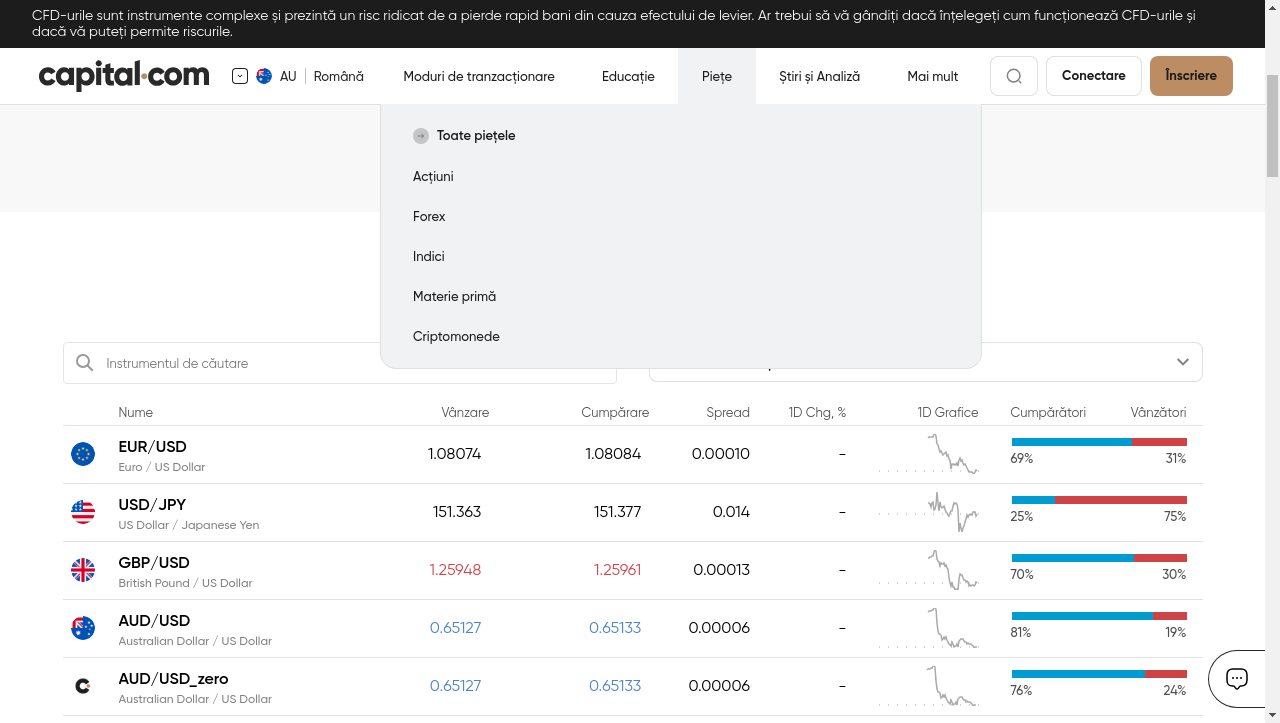 CFD-urile sunt instrumente complexe și prezintă un risc ridicat de a pierde rapid bani din cauza efectului de levier. Ar trebui să vă gândiți dacă înțelegeți cum funcționează CFD-urile și
dacă vă puteți permite riscurile.
capital.com AU Română Moduri de tranzacționare Educație Piețe Știri și Analiză Mai mult Conectare Înscriere
Toate piețele
Acțiuni
Forex
Indici
Materie primă
Criptomonede
Instrumentul de căutare
Nume Vânzare Cumpărare Spread 1D Chg, % 1D Grafice Cumpărători Vânzători
EUR/USD 1.08074 1.08084 0.00010 -
Euro / US Dollar 69% 31%
USD/JPY 151.363 151.377 0.014 -
US Dollar / Japanese Yen 25% 75%
GBP/USD 1.25948 1.25961 0.00013 -
British Pound / US Dollar 70% 30%
AUD/USD 0.65127 0.65133 0.00006 -
Australian Dollar / US Dollar 81% 19%
AUD/USD_zero 0.65127 0.65133 0.00006 -
Australian Dollar / US Dollar 76% 24%